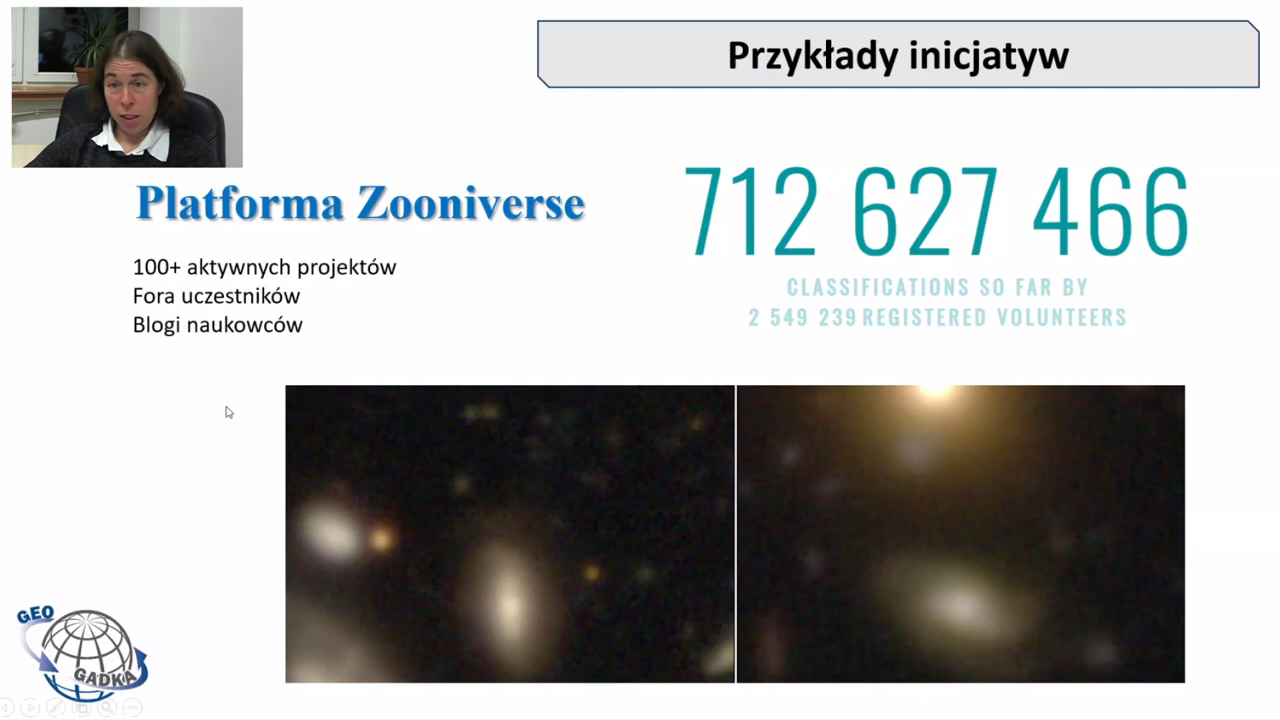 Przykłady inicjatyw
Platforma Zooniverse
100+ aktywnych projektów
Fora uczestników
Blogi naukowców
712 627 466
CLASSIFICATIONS SO FAR BY
2 549 239 REGISTERED VOLUNTEERS
GEO
GADKA